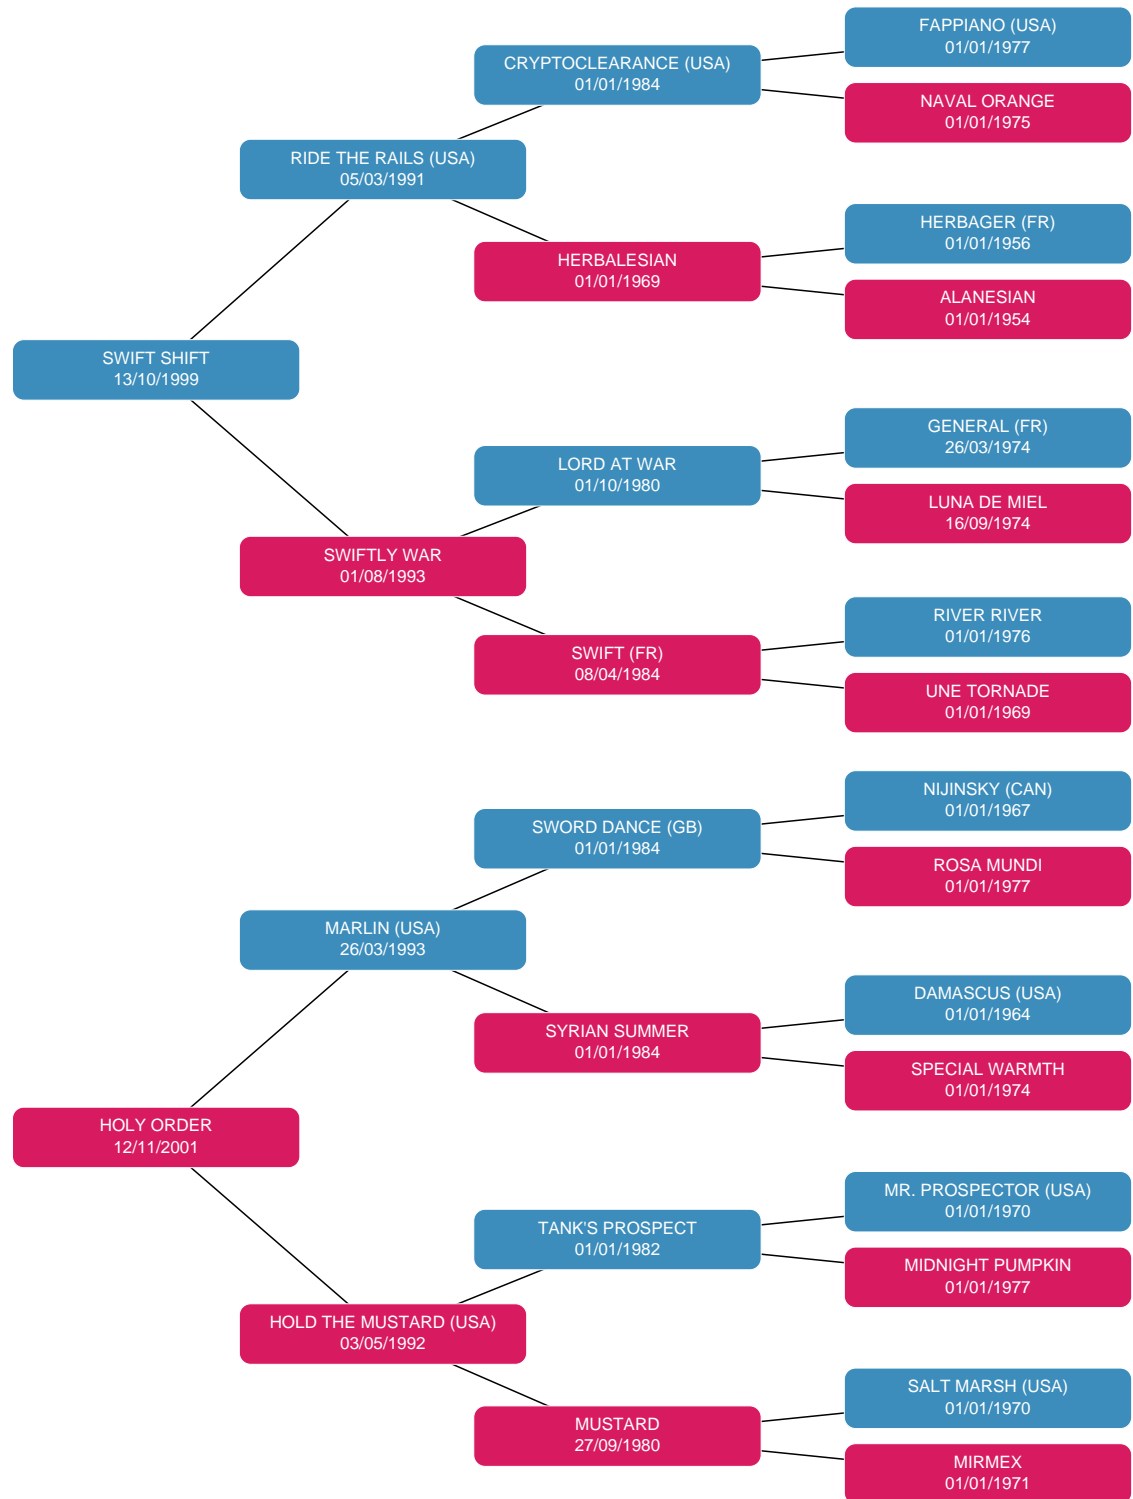 FAPPIANO (USA)
01/01/1977
CRYPTOCLEARANCE (USA)
01/01/1984
NAVAL ORANGE
01/01/1975
RIDE THE RAILS (USA)
05/03/1991
HERBAGER (FR)
01/01/1956
HERBALESIAN
01/01/1969
ALANESIAN
01/01/1954
SWIFT SHIFT
13/10/1999
GENERAL (FR)
26/03/1974
LORD AT WAR
01/10/1980
LUNA DE MIEL
16/09/1974
SWIFTLY WAR
01/08/1993
RIVER RIVER
01/01/1976
SWIFT (FR)
08/04/1984
UNE TORNADE
01/01/1969
NIJINSKY (CAN)
01/01/1967
SWORD DANCE (GB)
01/01/1984
ROSA MUNDI
01/01/1977
MARLIN (USA)
26/03/1993
DAMASCUS (USA)
01/01/1964
SYRIAN SUMMER
01/01/1984
SPECIAL WARMTH
01/01/1974
HOLY ORDER
12/11/2001
MR. PROSPECTOR (USA)
01/01/1970
TANK'S PROSPECT
01/01/1982
MIDNIGHT PUMPKIN
01/01/1977
HOLD THE MUSTARD (USA)
03/05/1992
SALT MARSH (USA)
01/01/1970
MUSTARD
27/09/1980
MIRMEX
01/01/1971